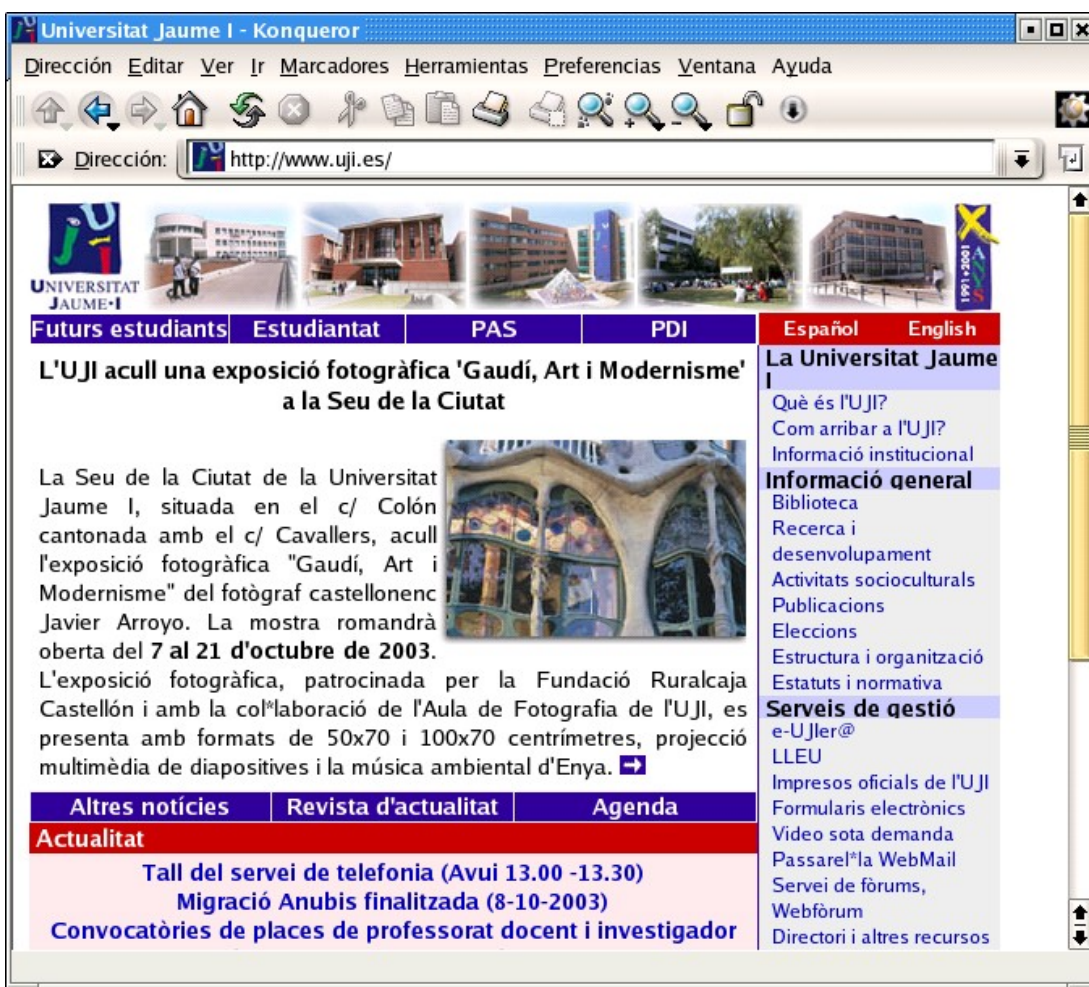 Universitat Jaume I - Konqueror
Dirección Editar Ver Ir Marcadores Herramientas Preferencias Ventana Ayuda
Dirección: http://www.uji.es/
UNIVERSITAT
JAUME·I
1991+2001
ANYS
Futurs estudiants Estudiantat PAS PDI Español English
L'UJI acull una exposició fotogràfica 'Gaudí, Art i Modernisme'
a la Seu de la Ciutat
La Seu de la Ciutat de la Universitat
Jaume I, situada en el c/ Colón
cantonada amb el c/ Cavallers, acull
l'exposició fotogràfica "Gaudí, Art i
Modernisme" del fotògraf castellonenc
Javier Arroyo. La mostra romandrà
oberta del 7 al 21 d'octubre de 2003.
L'exposició fotogràfica, patrocinada per la Fundació Ruralcaja
Castellón i amb la col*laboració de l'Aula de Fotografia de l'UJI, es
presenta amb formats de 50x70 i 100x70 centrímetres, projecció
multimèdia de diapositives i la música ambiental d'Enya.
Altres notícies Revista d'actualitat Agenda
Actualitat
Tall del servei de telefonia (Avui 13.00 -13.30)
Migració Anubis finalitzada (8-10-2003)
Convocatòries de places de professorat docent i investigador
La Universitat Jaume
I
Què és l'UJI?
Com arribar a l'UJI?
Informació institucional
Informació general
Biblioteca
Recerca i
desenvolupament
Activitats socioculturals
Publicacions
Eleccions
Estructura i organització
Estatuts i normativa
Serveis de gestió
e-UJIer@
LLEU
Impresos oficials de l'UJI
Formularis electrònics
Video sota demanda
Passarel*la WebMail
Servei de fòrums,
Webfòrum
Directori i altres recursos